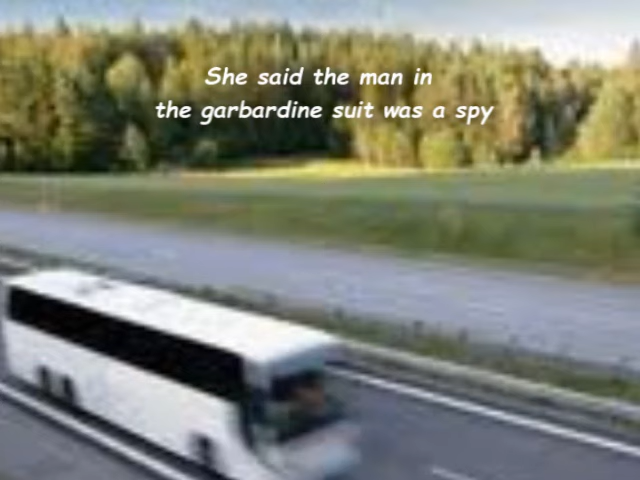 She said the man in
the garbardine suit was a spy